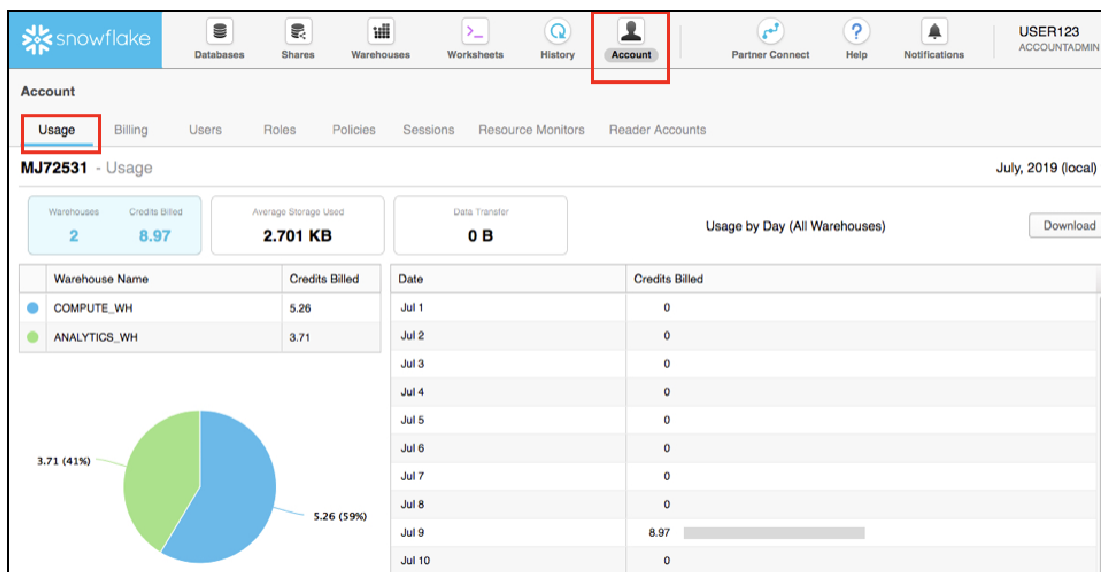 snowflake
Databases Shares Warehouses Worksheets History Account Partner Connect Help Notifications
USER123
ACCOUNTADMIN
Account
Usage Billing Users Roles Policies Sessions Resource Monitors Reader Accounts
MJ72531 - Usage July, 2019 (local)
Warehouses Credits Billed Average Storage Used Data Transfer
2 8.97 2.701 KB 0 B
Usage by Day (All Warehouses) Download
Warehouse Name Credits Billed
COMPUTE_WH 5.26
ANALYTICS_WH 3.71
3.71 (41%)
5.26 (59%)
Date Credits Billed
Jul 1 0
Jul 2 0
Jul 3 0
Jul 4 0
Jul 5 0
Jul 6 0
Jul 7 0
Jul 8 0
Jul 9 8.97
Jul 10 0